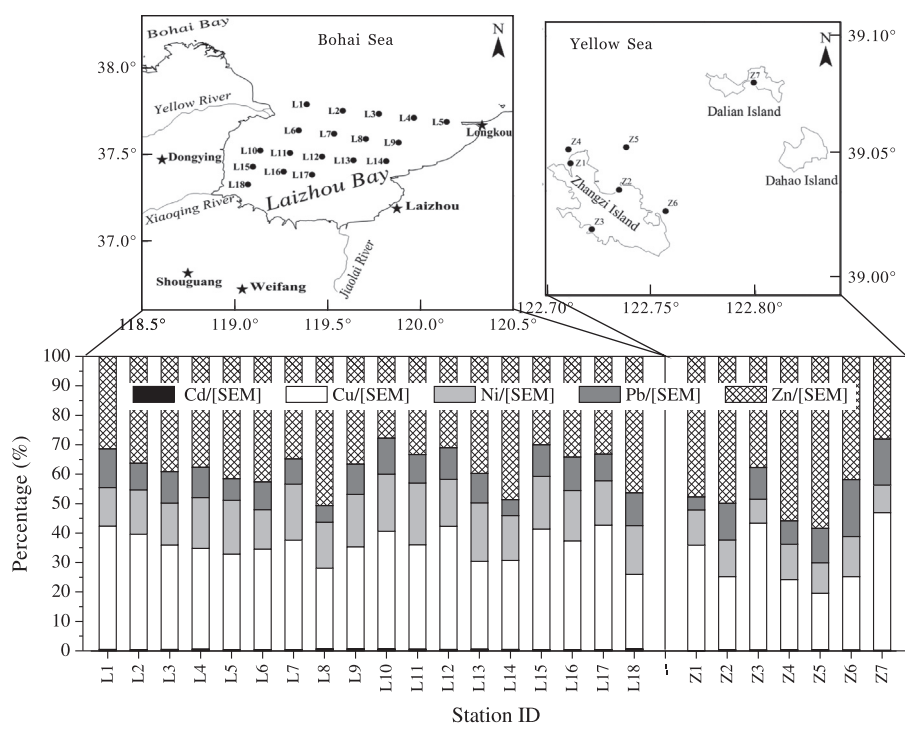 Bohai Bay
Bohai Sea
N
38.0°
Yellow River
L1
L2
L3
L4
L5
Longkou
L6
L7
L8
L9
37.5°
Dongying
L10
L11
L12
L13
L14
L15
L16
L17
L18
Laizhou Bay
Xiaoqing River
Laizhou
37.0°
Jiaolai River
Shouguang
Weifang
118.5°
119.0°
119.5°
120.0°
120.5°
Yellow Sea
N
39.10°
Z7
Dalian Island
Z4
Z5
39.05°
Z1
Dahao Island
Z2
Zhangzi Island
Z6
Z3
39.00°
122.70°
122.75°
122.80°
100
90
80
70
60
50
40
30
20
10
0
Percentage (%)
Cd/[SEM]
Cu/[SEM]
Ni/[SEM]
Pb/[SEM]
Zn/[SEM]
L1
L2
L3
L4
L5
L6
L7
L8
L9
L10
L11
L12
L13
L14
L15
L16
L17
L18
--
Z1
Z2
Z3
Z4
Z5
Z6
Z7
Station ID